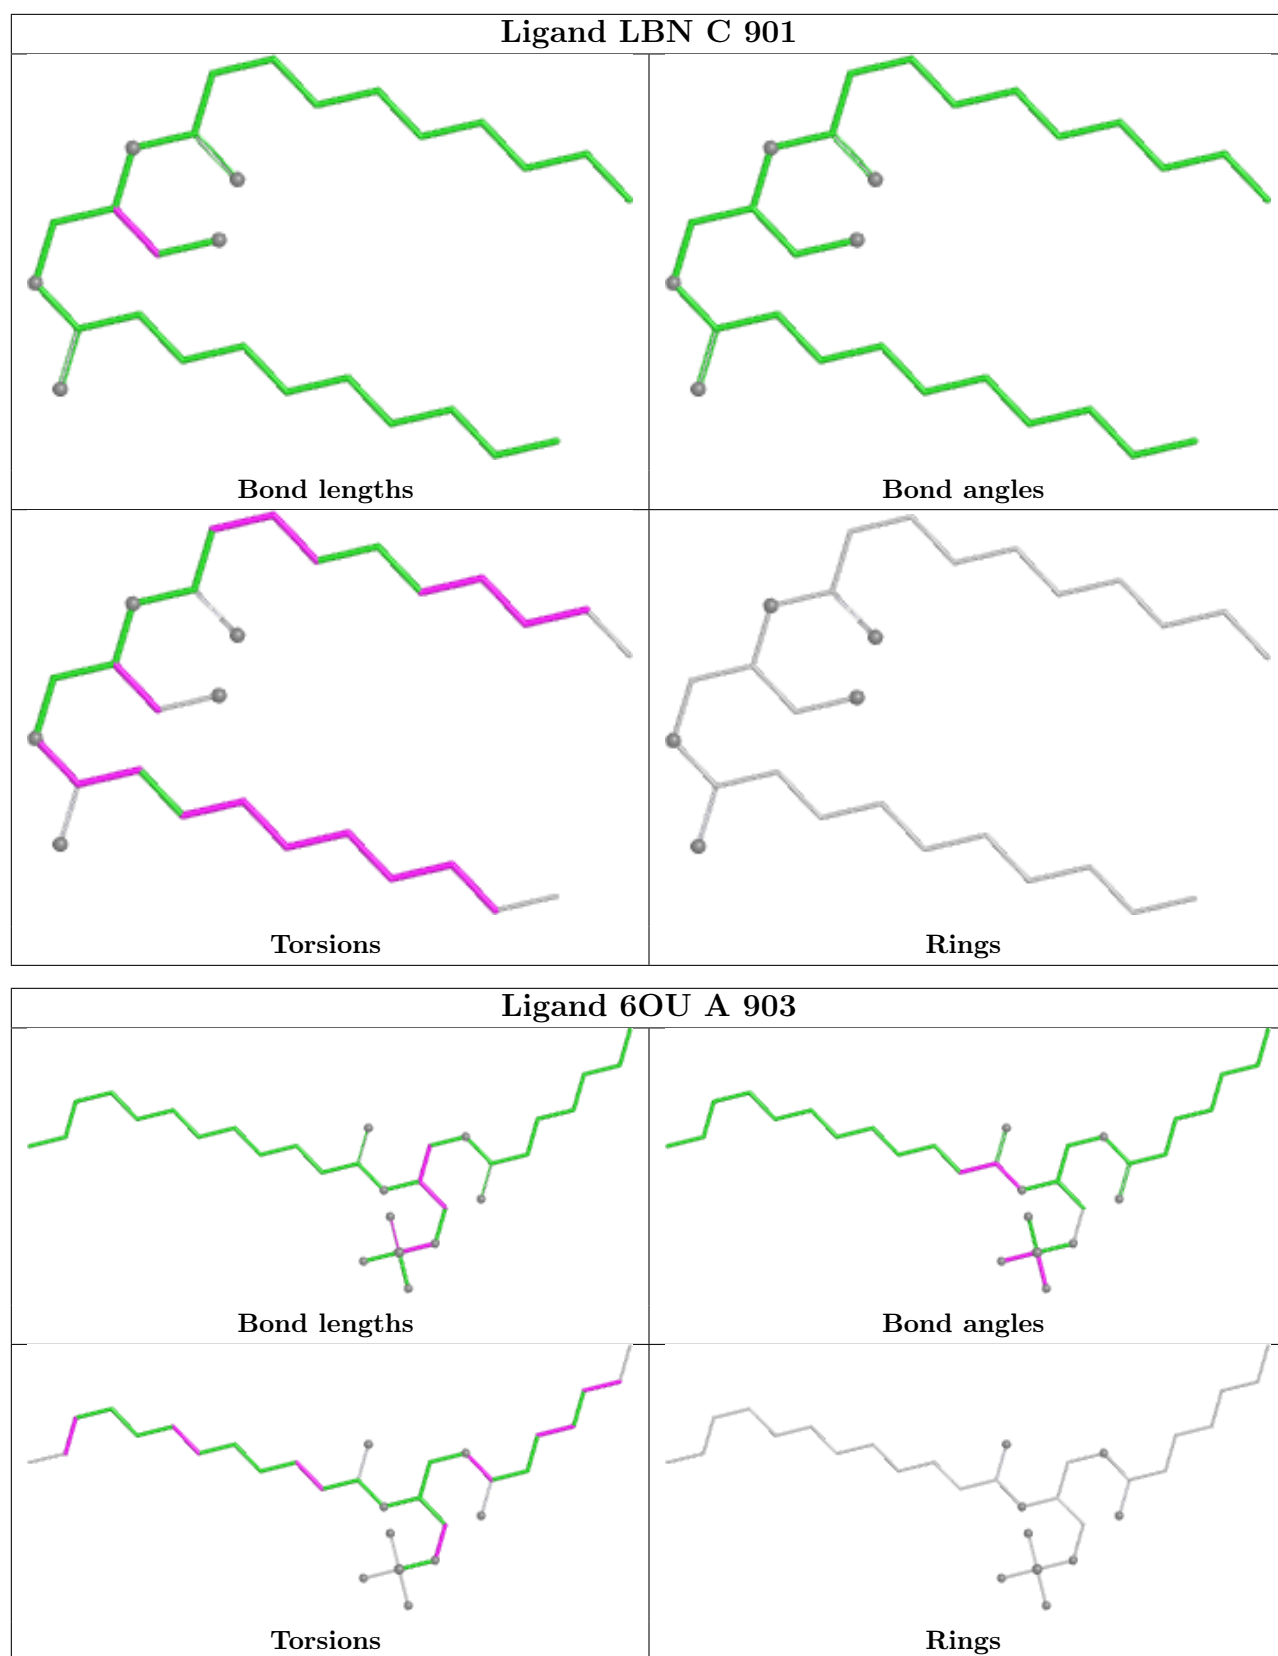 Ligand LBN C 901
Bond lengths
Bond angles
Torsions
Rings
Ligand 6OU A 903
Bond lengths
Bond angles
Torsions
Rings